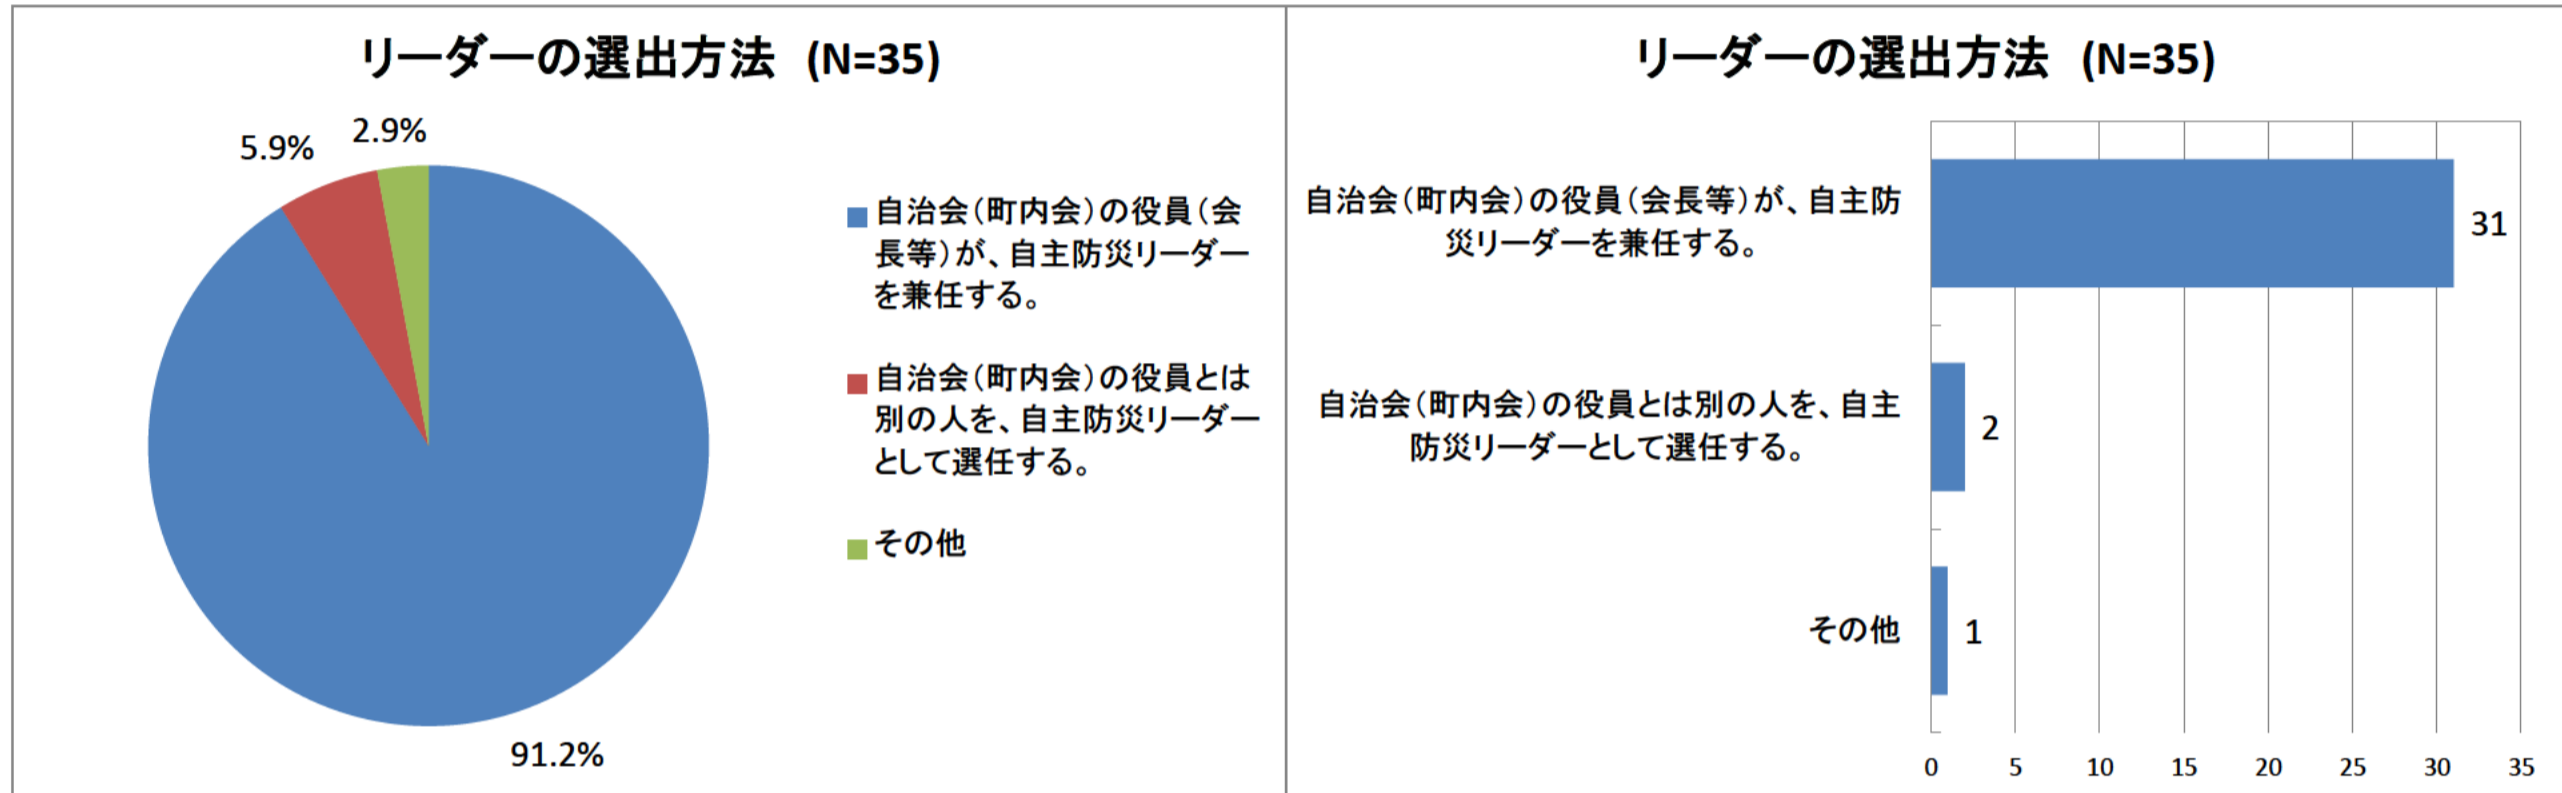 リーダーの選出方法 (N=35)
5.9%
2.9%
91.2%
自治会(町内会)の役員(会
長等)が、自主防災リーダー
を兼任する。
自治会(町内会)の役員とは
別の人を、自主防災リーダー
として選任する。
その他
リーダーの選出方法 (N=35)
自治会(町内会)の役員(会長等)が、自主防
災リーダーを兼任する。
31
自治会(町内会)の役員とは別の人を、自主
防災リーダーとして選任する。
2
その他
1
0 5 10 15 20 25 30 35